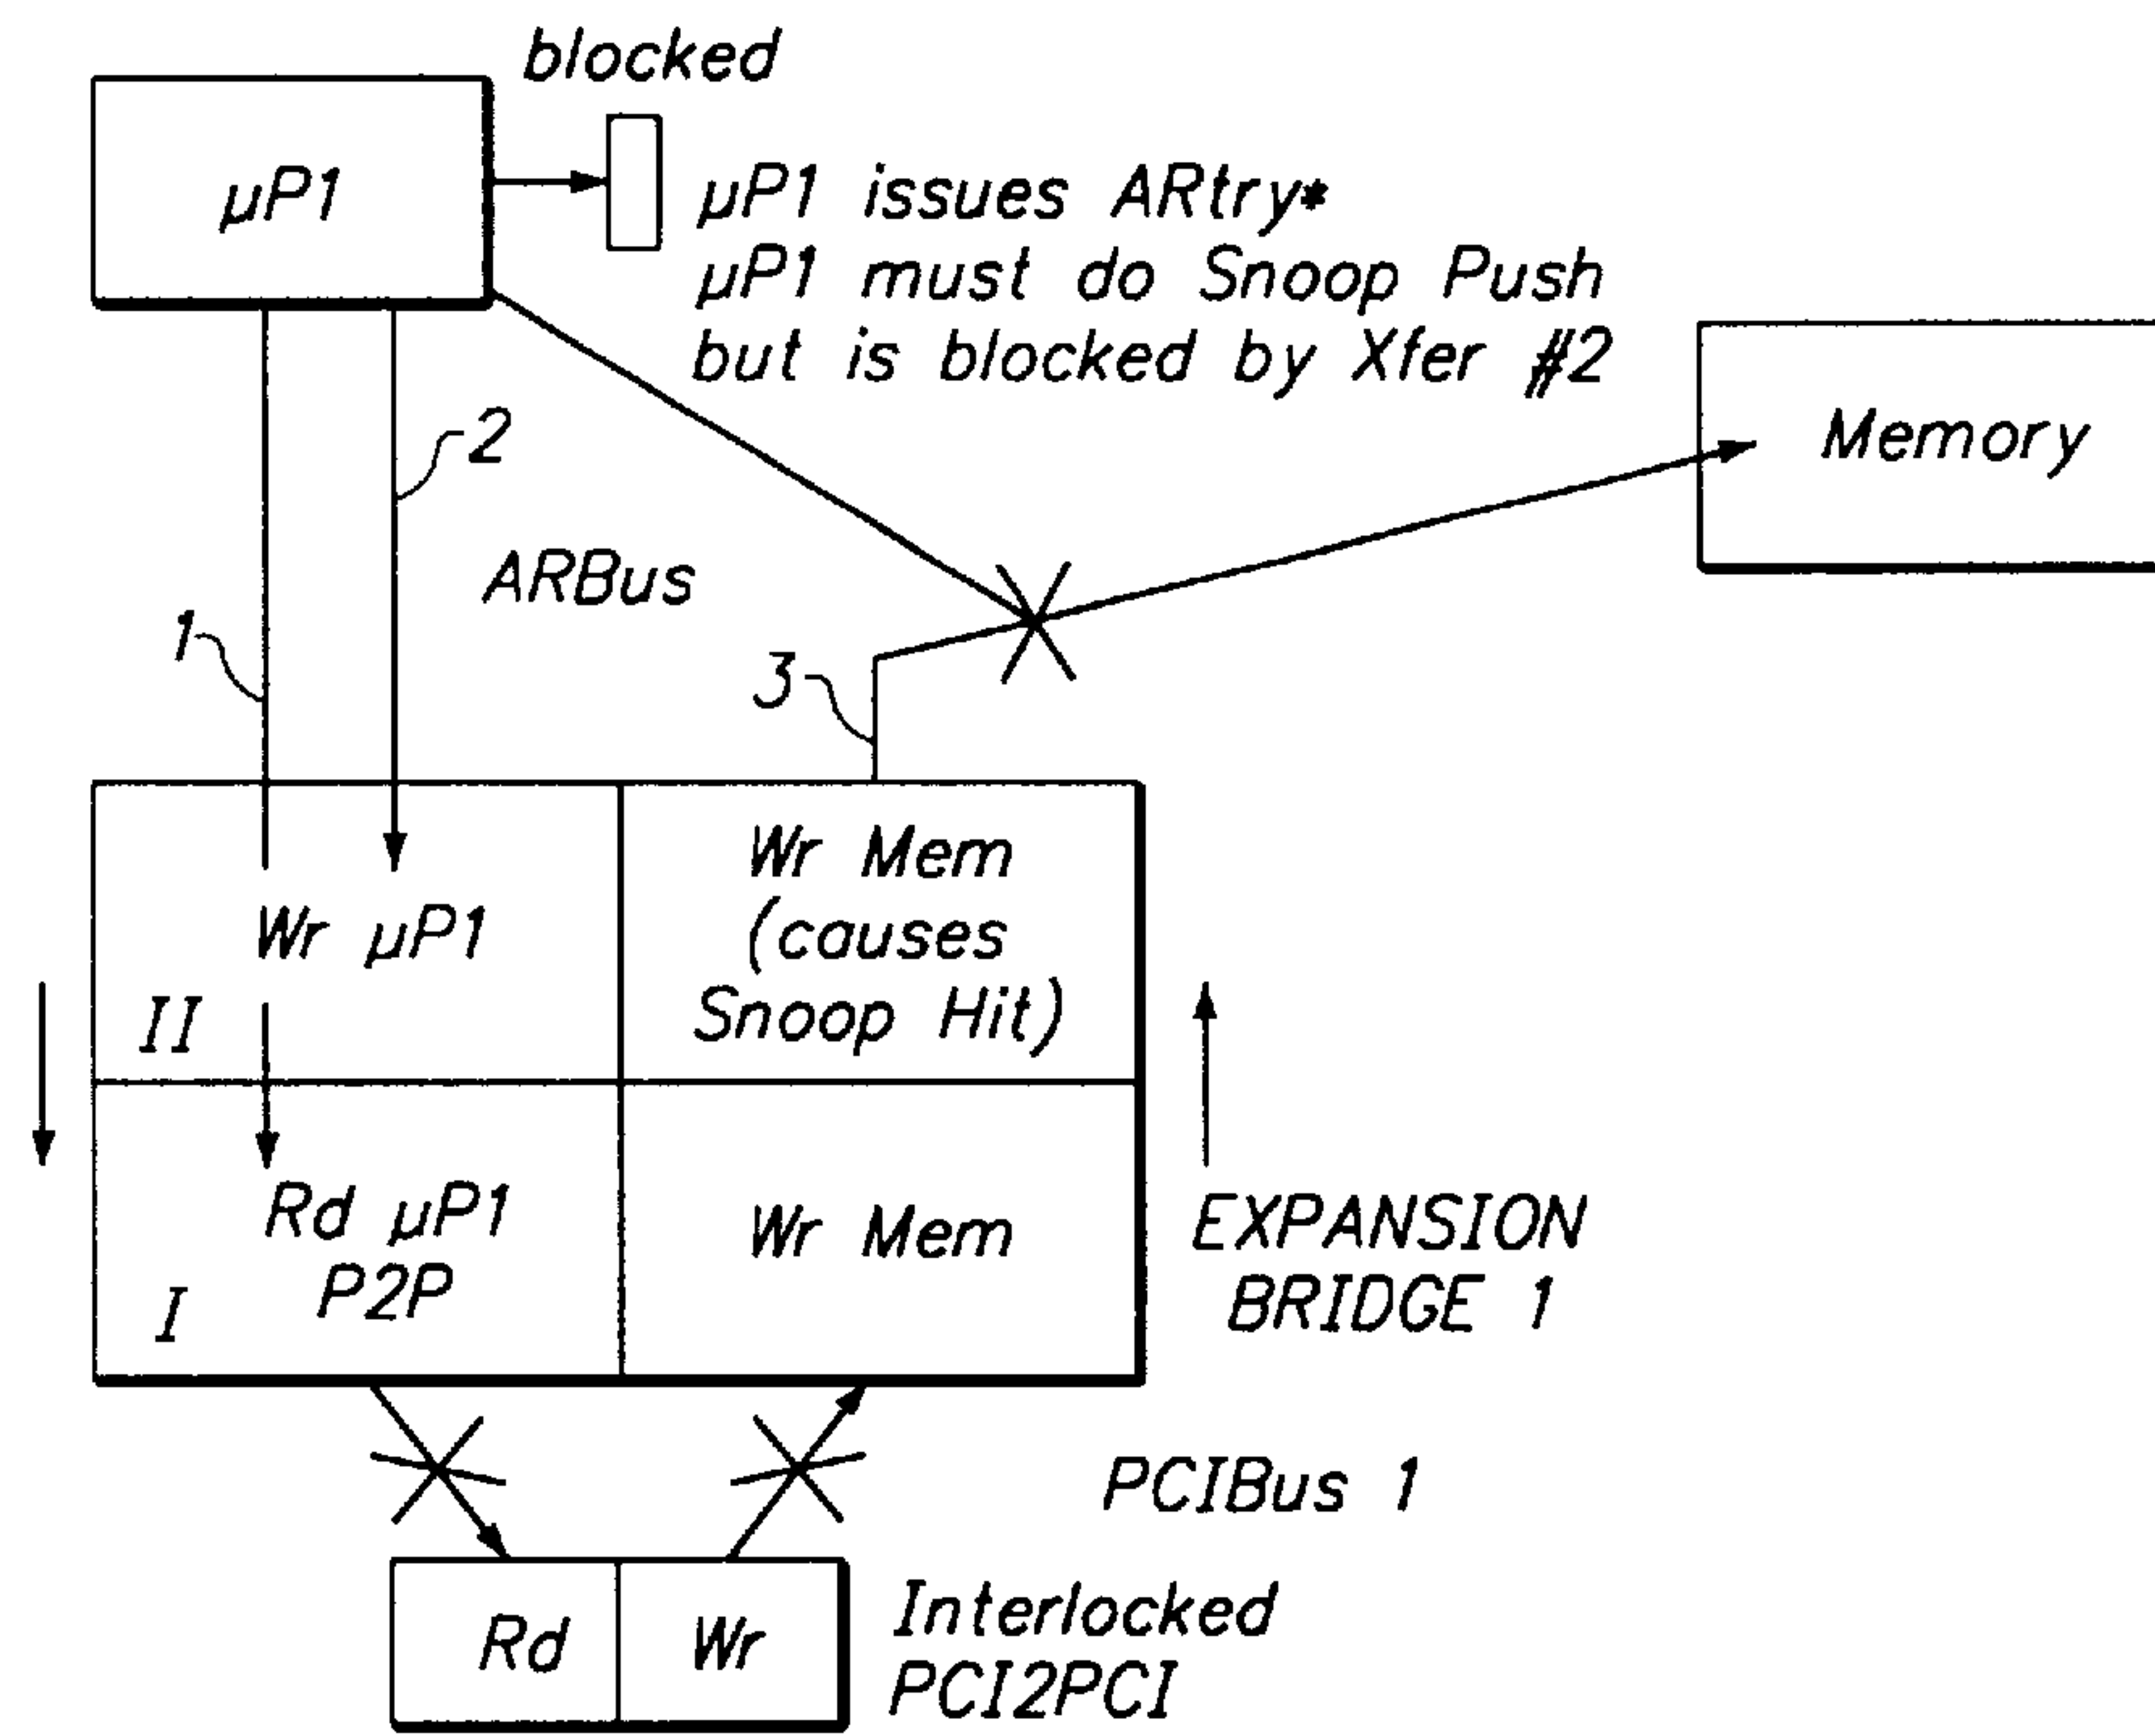 blocked
µP1
µP1 issues ARtry*
µP1 must do Snoop Push
but is blocked by Xfer #2
Memory
2
ARBus
1
3
Wr Mem
(causes
Snoop Hit)
Wr µP1
II
Rd µP1
P2P
I
Wr Mem
EXPANSION
BRIDGE 1
PCIBus 1
Rd
Wr
Interlocked
PCI2PCI